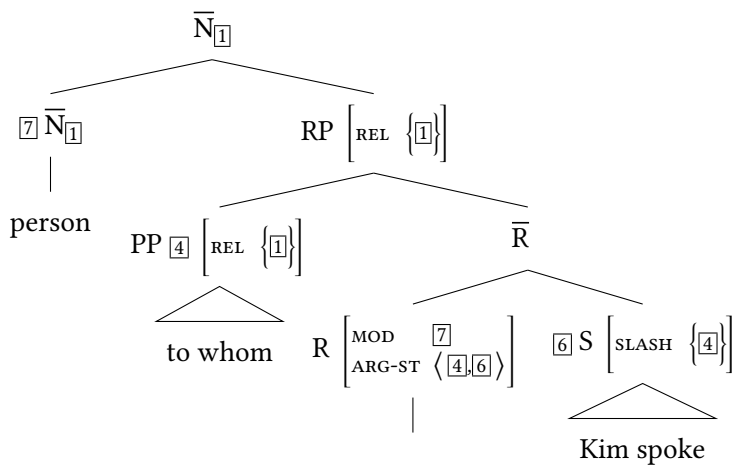 N̅ 1
7 N̅ 1 RP [REL {1}]
person
PP 4 [REL {1}] R̅
to whom R [MOD 7 6 S [SLASH {4}]
ARG-ST ⟨4,6⟩]
Kim spoke